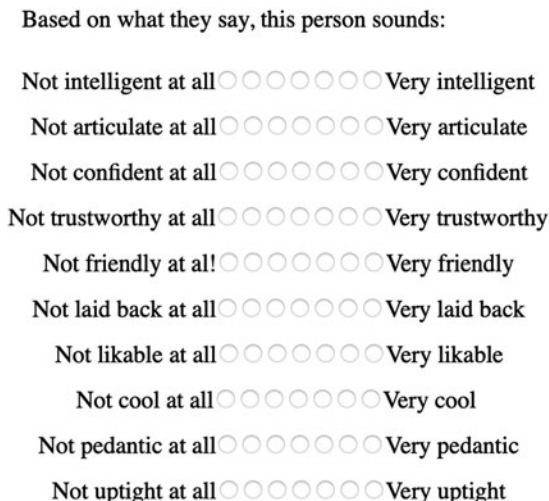 Based on what they say, this person sounds:
Not intelligent at all Very intelligent
Not articulate at all Very articulate
Not confident at all Very confident
Not trustworthy at all Very trustworthy
Not friendly at al! Very friendly
Not laid back at all Very laid back
Not likable at all Very likable
Not cool at all Very cool
Not pedantic at all Very pedantic
Not uptight at all Very uptight